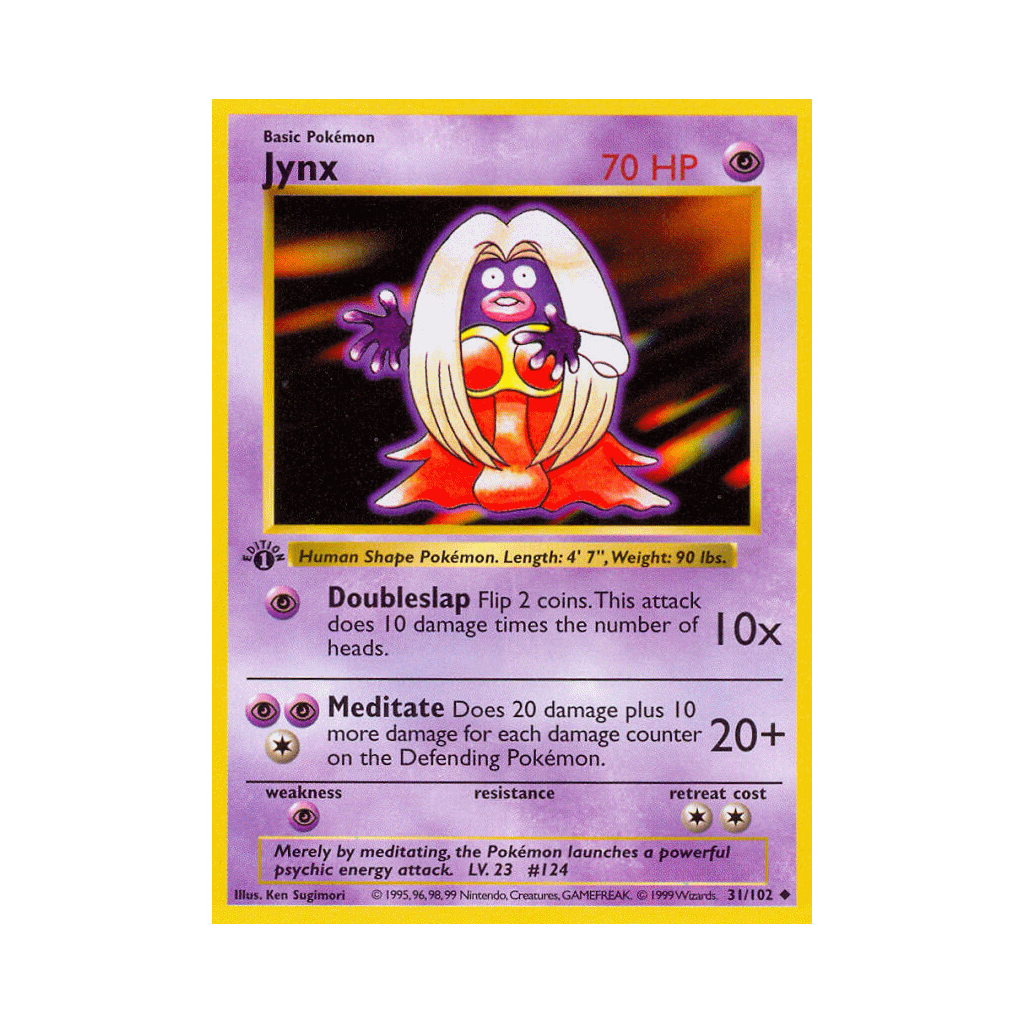 Basic Pokémon
Jynx
70 HP
EDITION
1
Human Shape Pokémon. Length: 4' 7", Weight: 90 lbs.
Doubleslap Flip 2 coins. This attack
does 10 damage times the number of
heads.
10x
Meditate Does 20 damage plus 10
more damage for each damage counter
on the Defending Pokémon.
20+
weakness
resistance
retreat cost
Merely by meditating, the Pokémon launches a powerful
psychic energy attack. LV. 23 #124
Illus. Ken Sugimori
© 1995, 96, 98, 99 Nintendo, Creatures, GAMEFREAK. © 1999 Wizards.
31/102